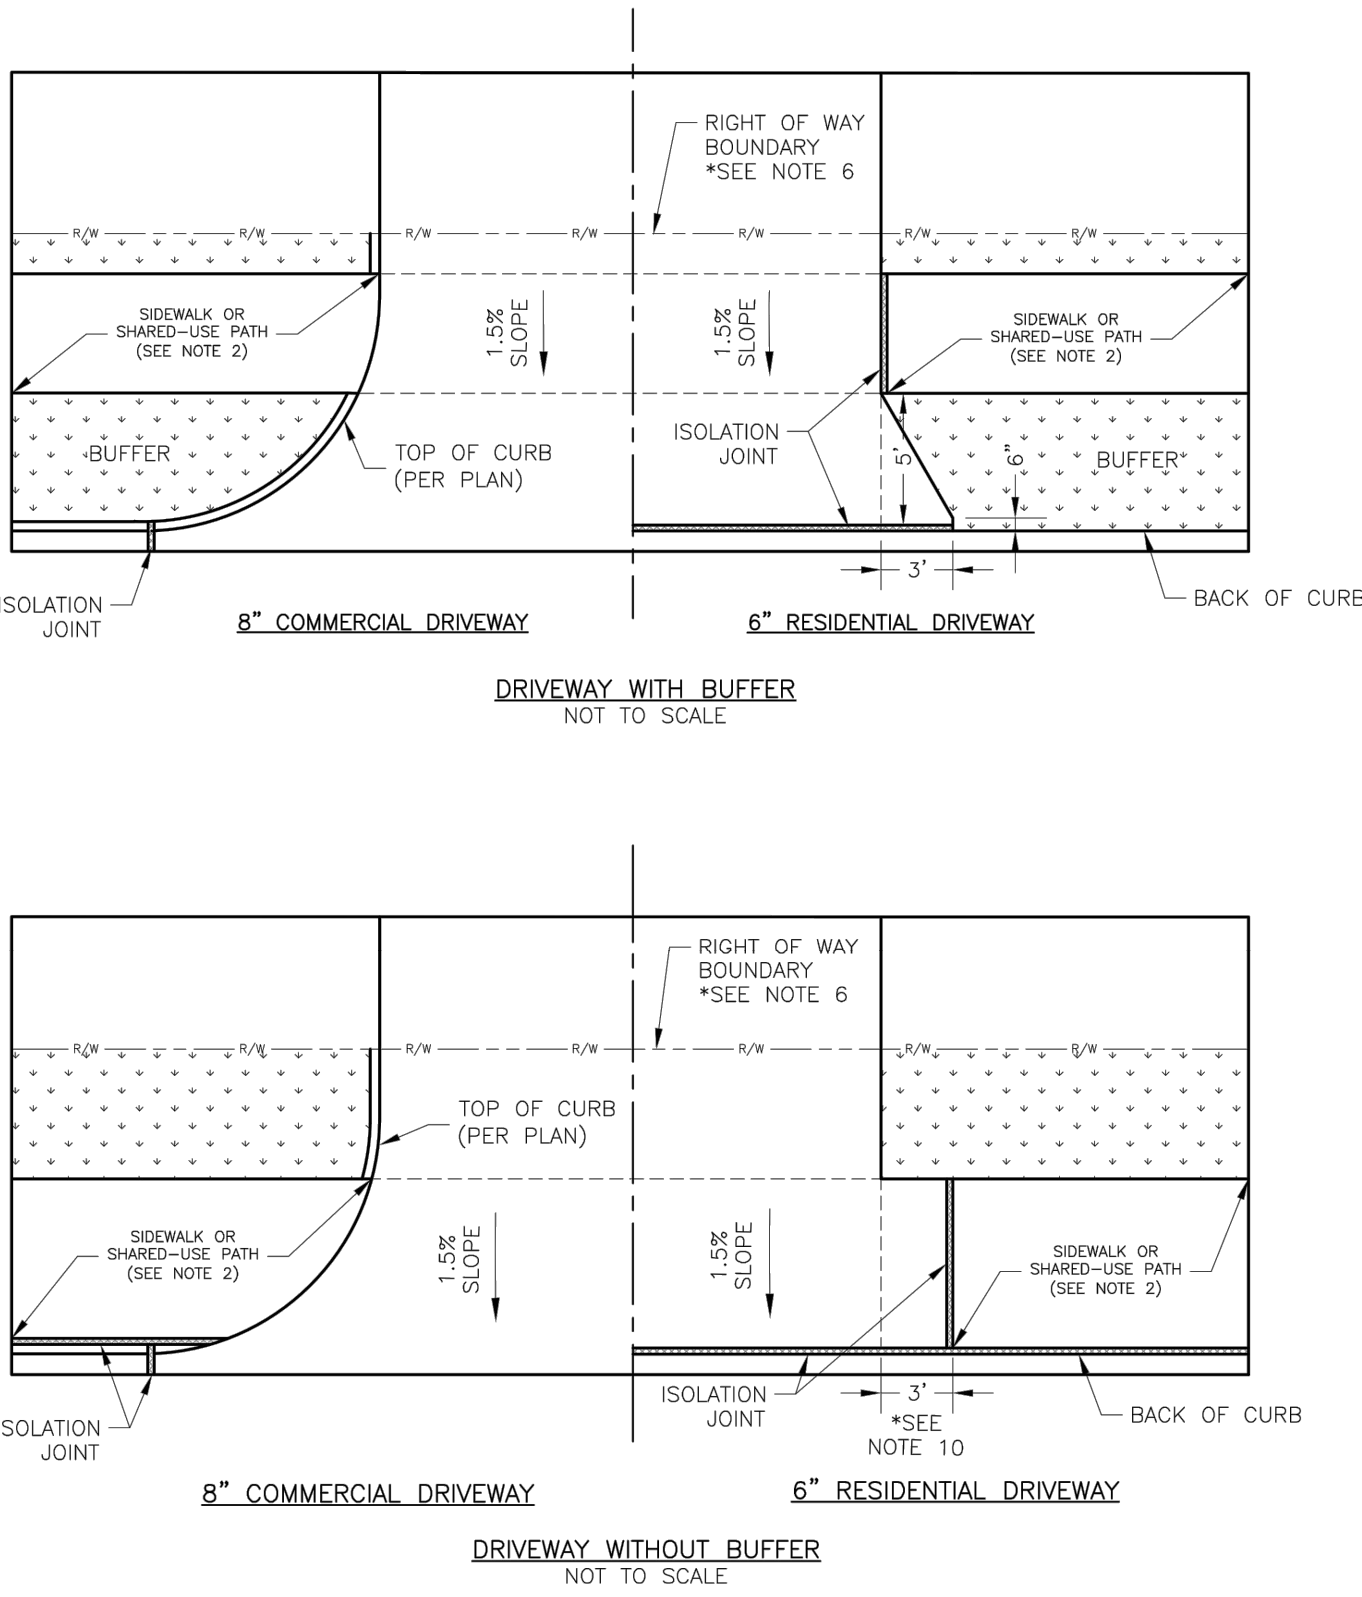 RIGHT OF WAY
BOUNDARY
*SEE NOTE 6
R/W
R/W
R/W
R/W
R/W
R/W
R/W
SIDEWALK OR
SHARED-USE PATH
(SEE NOTE 2)
1.5%
SLOPE
1.5%
SLOPE
SIDEWALK OR
SHARED-USE PATH
(SEE NOTE 2)
BUFFER
TOP OF CURB
(PER PLAN)
ISOLATION
JOINT
5'
6"
BUFFER
3'
ISOLATION
JOINT
BACK OF CURB
8" COMMERCIAL DRIVEWAY
6" RESIDENTIAL DRIVEWAY
DRIVEWAY WITH BUFFER
NOT TO SCALE
RIGHT OF WAY
BOUNDARY
*SEE NOTE 6
R/W
R/W
R/W
R/W
R/W
R/W
R/W
TOP OF CURB
(PER PLAN)
SIDEWALK OR
SHARED-USE PATH
(SEE NOTE 2)
1.5%
SLOPE
1.5%
SLOPE
SIDEWALK OR
SHARED-USE PATH
(SEE NOTE 2)
ISOLATION
JOINT
3'
*SEE
NOTE 10
BACK OF CURB
SOLATION
JOINT
8" COMMERCIAL DRIVEWAY
6" RESIDENTIAL DRIVEWAY
DRIVEWAY WITHOUT BUFFER
NOT TO SCALE